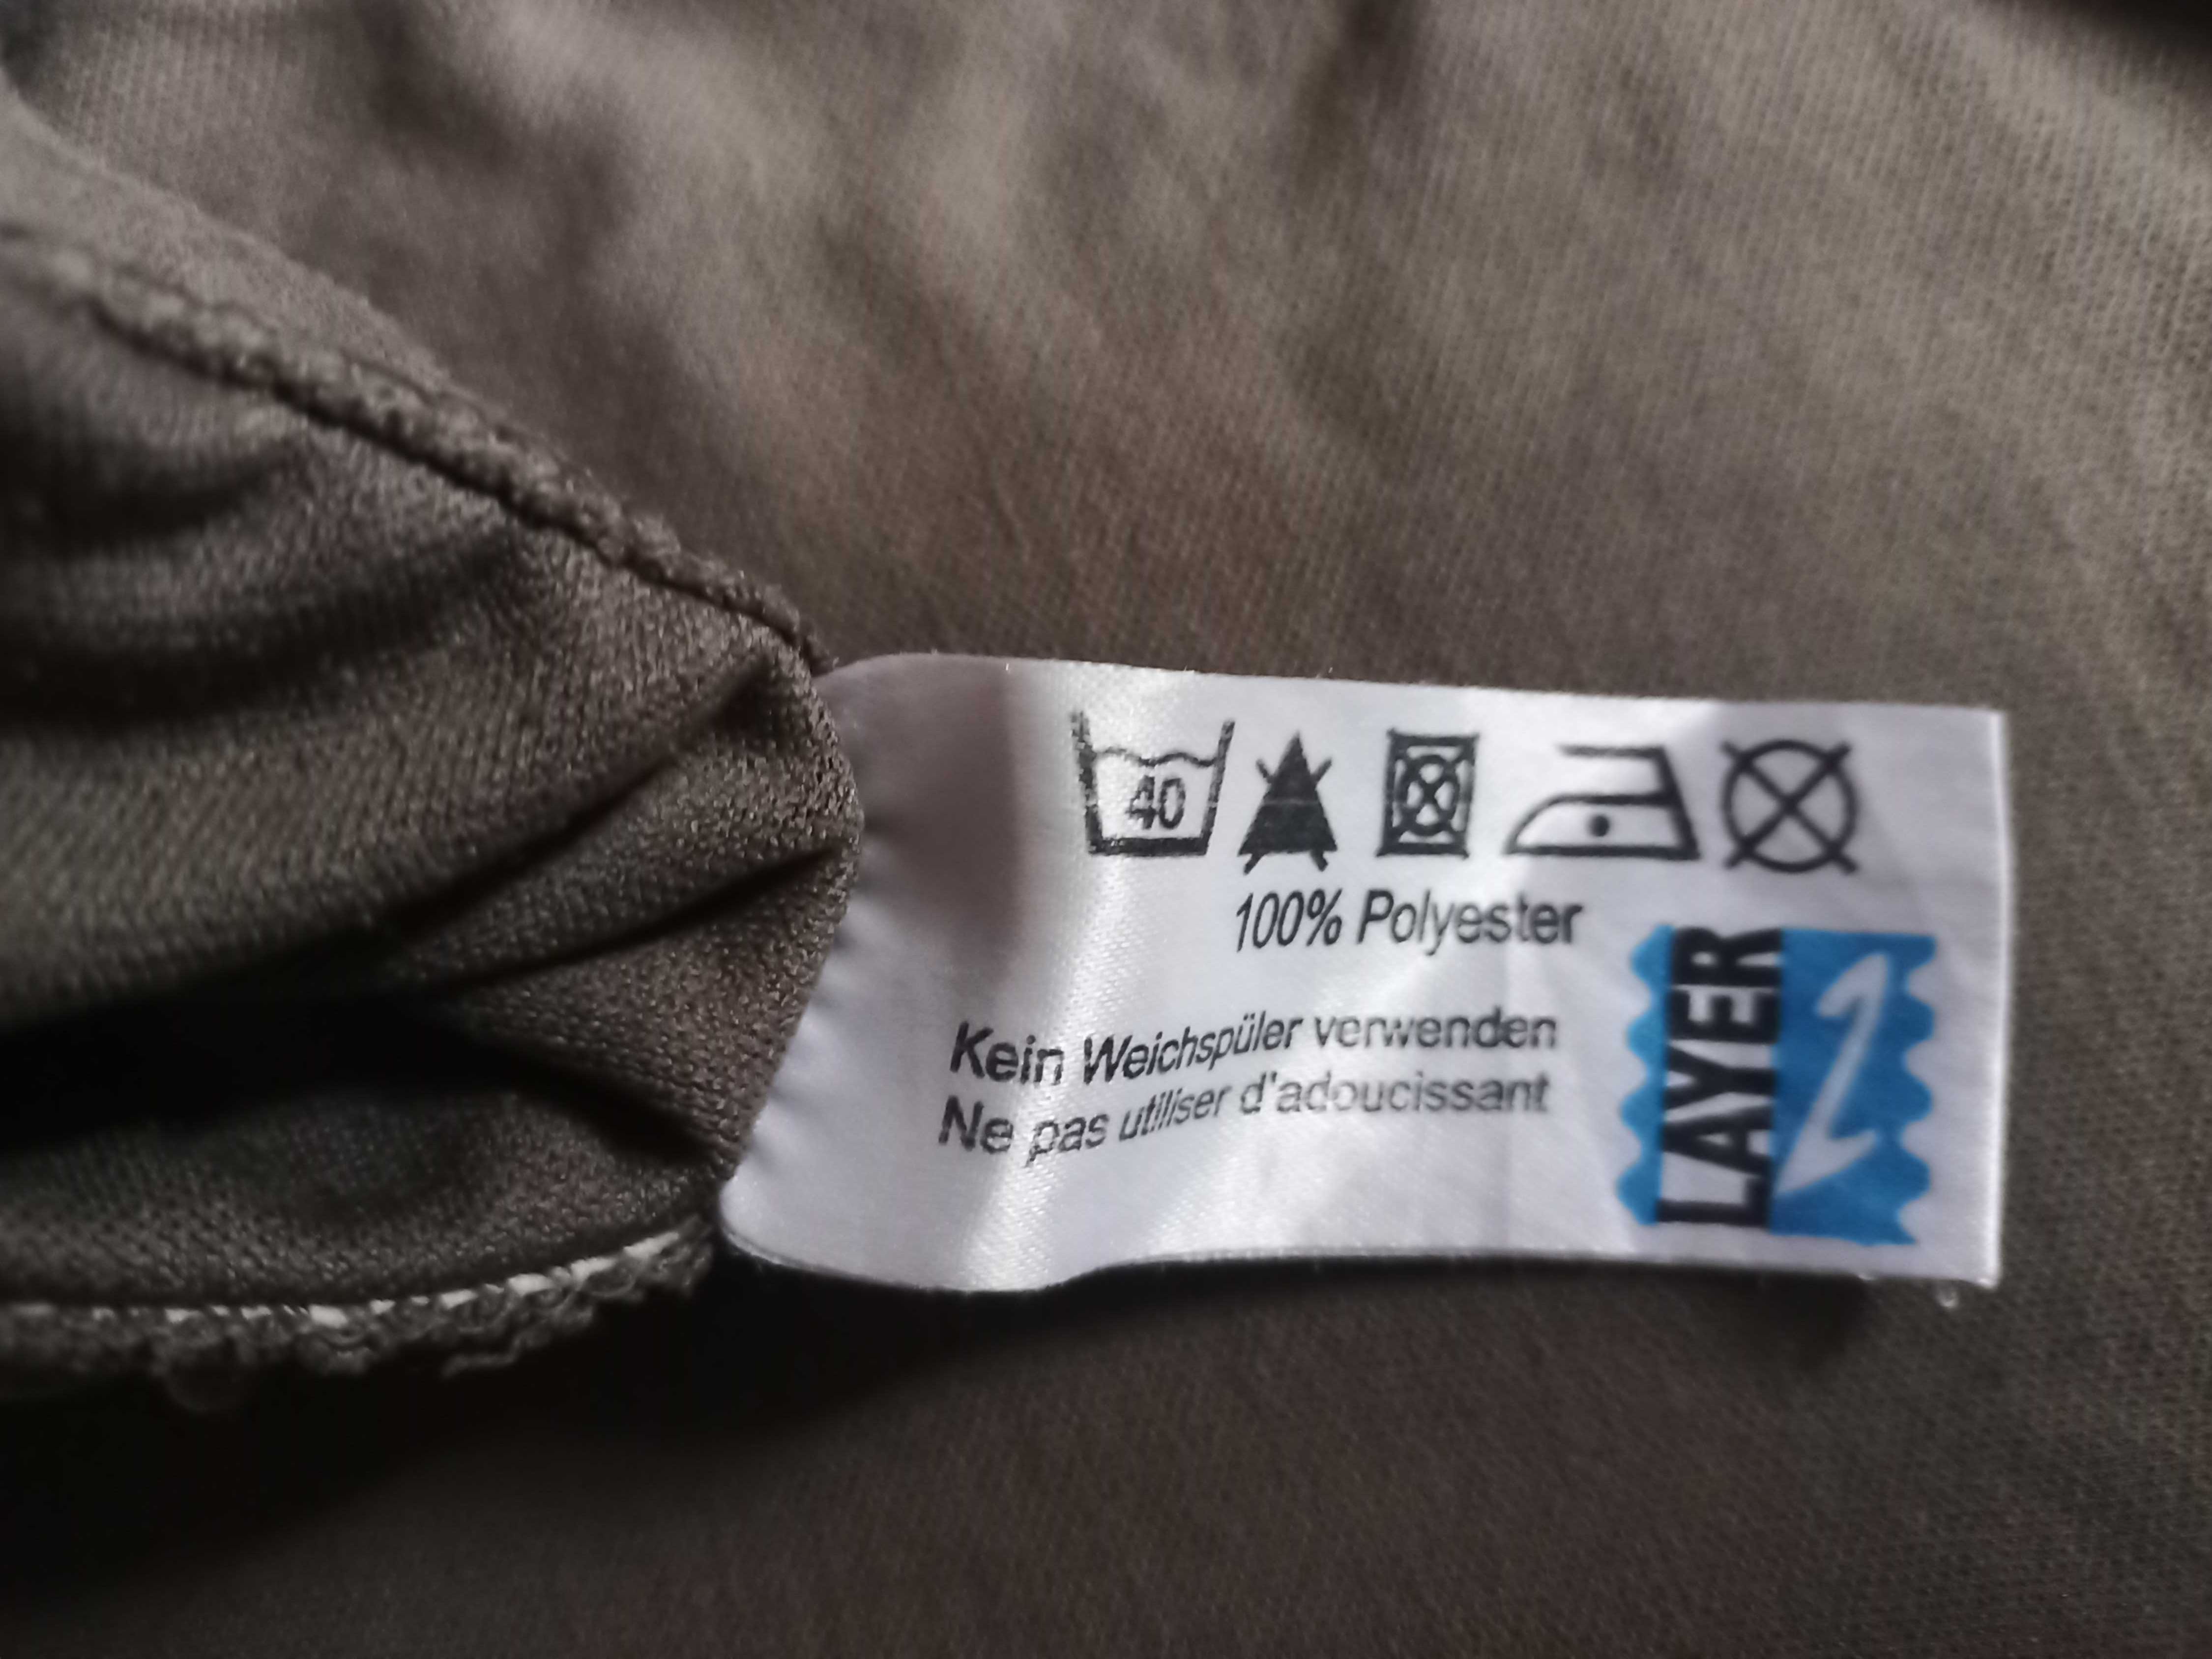 40
100% Polyester
Kein Weichspüler verwenden
Ne pas utiliser d'adoucissant
LAYER 2